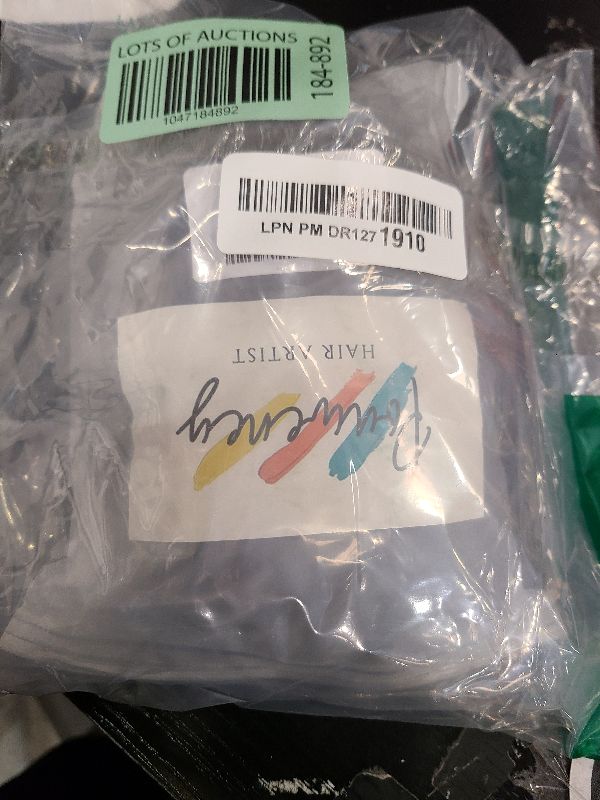 LOTS OF AUCTIONS
1047184892
184-892
LPN PM DR127 1910
HAIR ARTIST